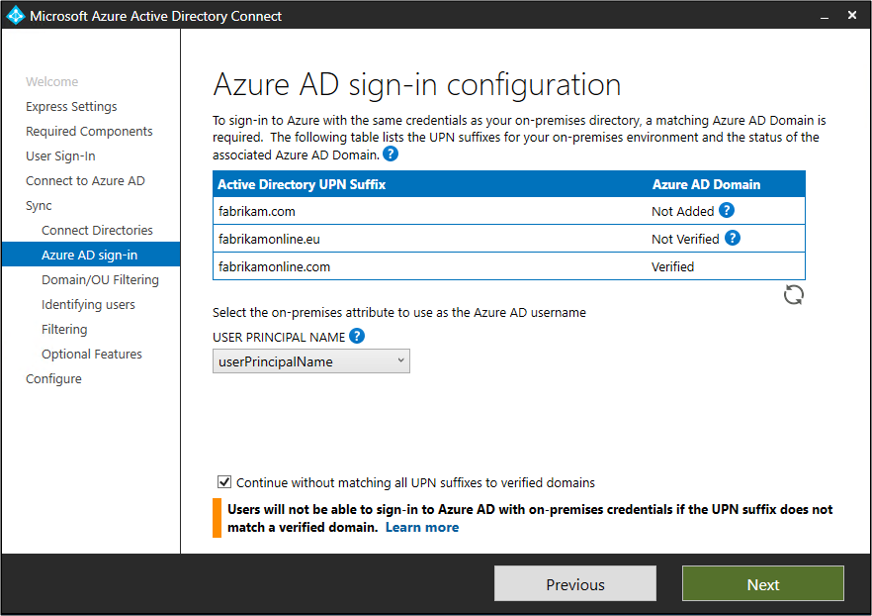 Microsoft Azure Active Directory Connect
Welcome
Express Settings
Required Components
User Sign-In
Connect to Azure AD
Sync
Connect Directories
Azure AD sign-in
Domain/OU Filtering
Identifying users
Filtering
Optional Features
Configure
Azure AD sign-in configuration
To sign-in to Azure with the same credentials as your on-premises directory, a matching Azure AD Domain is
required.  The following table lists the UPN suffixes for your on-premises environment and the status of the
associated Azure AD Domain. ?
Active Directory UPN Suffix Azure AD Domain
fabrikam.com Not Added ?
fabrikamonline.eu Not Verified ?
fabrikamonline.com Verified
Select the on-premises attribute to use as the Azure AD username
USER PRINCIPAL NAME ?
userPrincipalName
Continue without matching all UPN suffixes to verified domains
Users will not be able to sign-in to Azure AD with on-premises credentials if the UPN suffix does not
match a verified domain.  Learn more
Previous Next